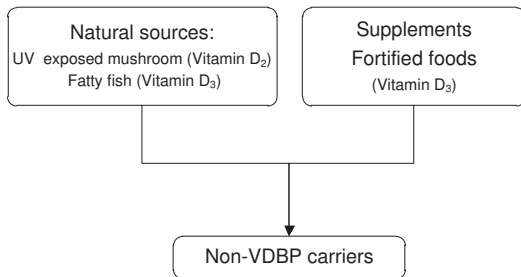 Natural sources:
UV exposed mushroom (Vitamin D₂)
Fatty fish (Vitamin D₃)
Supplements
Fortified foods
(Vitamin D₃)
Non-VDBP carriers